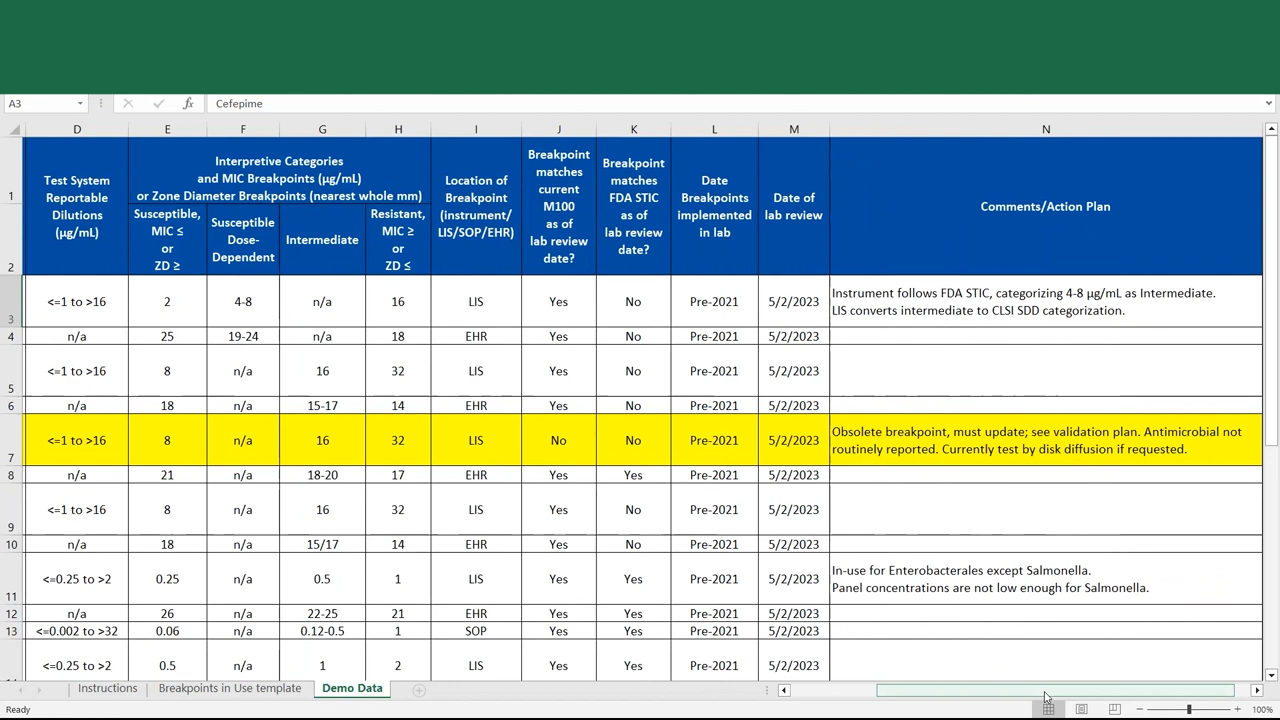 A3 fx Cefepime
D E F G H I J K L M N
1
2
Test System
Reportable
Dilutions
(µg/mL)
Interpretive Categories
and MIC Breakpoints (µg/mL)
or Zone Diameter Breakpoints (nearest whole mm)
Susceptible,
MIC ≤
or
ZD ≥
Susceptible
Dose-
Dependent
Intermediate
Resistant,
MIC ≥
or
ZD ≤
Location of
Breakpoint
(instrument/
LIS/SOP/EHR)
Breakpoint
matches
current
M100
as of
lab review
date?
Breakpoint
matches
FDA STIC
as of
lab review
date?
Date
Breakpoints
implemented
in lab
Date of
lab review
Comments/Action Plan
3 <=1 to >16 2 4-8 n/a 16 LIS Yes No Pre-2021 5/2/2023 Instrument follows FDA STIC, categorizing 4-8 µg/mL as Intermediate.
LIS converts intermediate to CLSI SDD categorization.
4 n/a 25 19-24 n/a 18 EHR Yes No Pre-2021 5/2/2023
5 <=1 to >16 8 n/a 16 32 LIS Yes No Pre-2021 5/2/2023
6 n/a 18 n/a 15-17 14 EHR Yes No Pre-2021 5/2/2023
7 <=1 to >16 8 n/a 16 32 LIS No No Pre-2021 5/2/2023 Obsolete breakpoint, must update; see validation plan. Antimicrobial not
routinely reported. Currently test by disk diffusion if requested.
8 n/a 21 n/a 18-20 17 EHR Yes Yes Pre-2021 5/2/2023
9 <=1 to >16 8 n/a 16 32 LIS Yes No Pre-2021 5/2/2023
10 n/a 18 n/a 15/17 14 EHR Yes No Pre-2021 5/2/2023
11 <=0.25 to >2 0.25 n/a 0.5 1 LIS Yes Yes Pre-2021 5/2/2023 In-use for Enterobacterales except Salmonella.
Panel concentrations are not low enough for Salmonella.
12 n/a 26 n/a 22-25 21 EHR Yes Yes Pre-2021 5/2/2023
13 <=0.002 to >32 0.06 n/a 0.12-0.5 1 SOP Yes Yes Pre-2021 5/2/2023
<=0.25 to >2 0.5 n/a 1 2 LIS Yes Yes Pre-2021 5/2/2023
Instructions Breakpoints in Use template Demo Data
Ready 100%